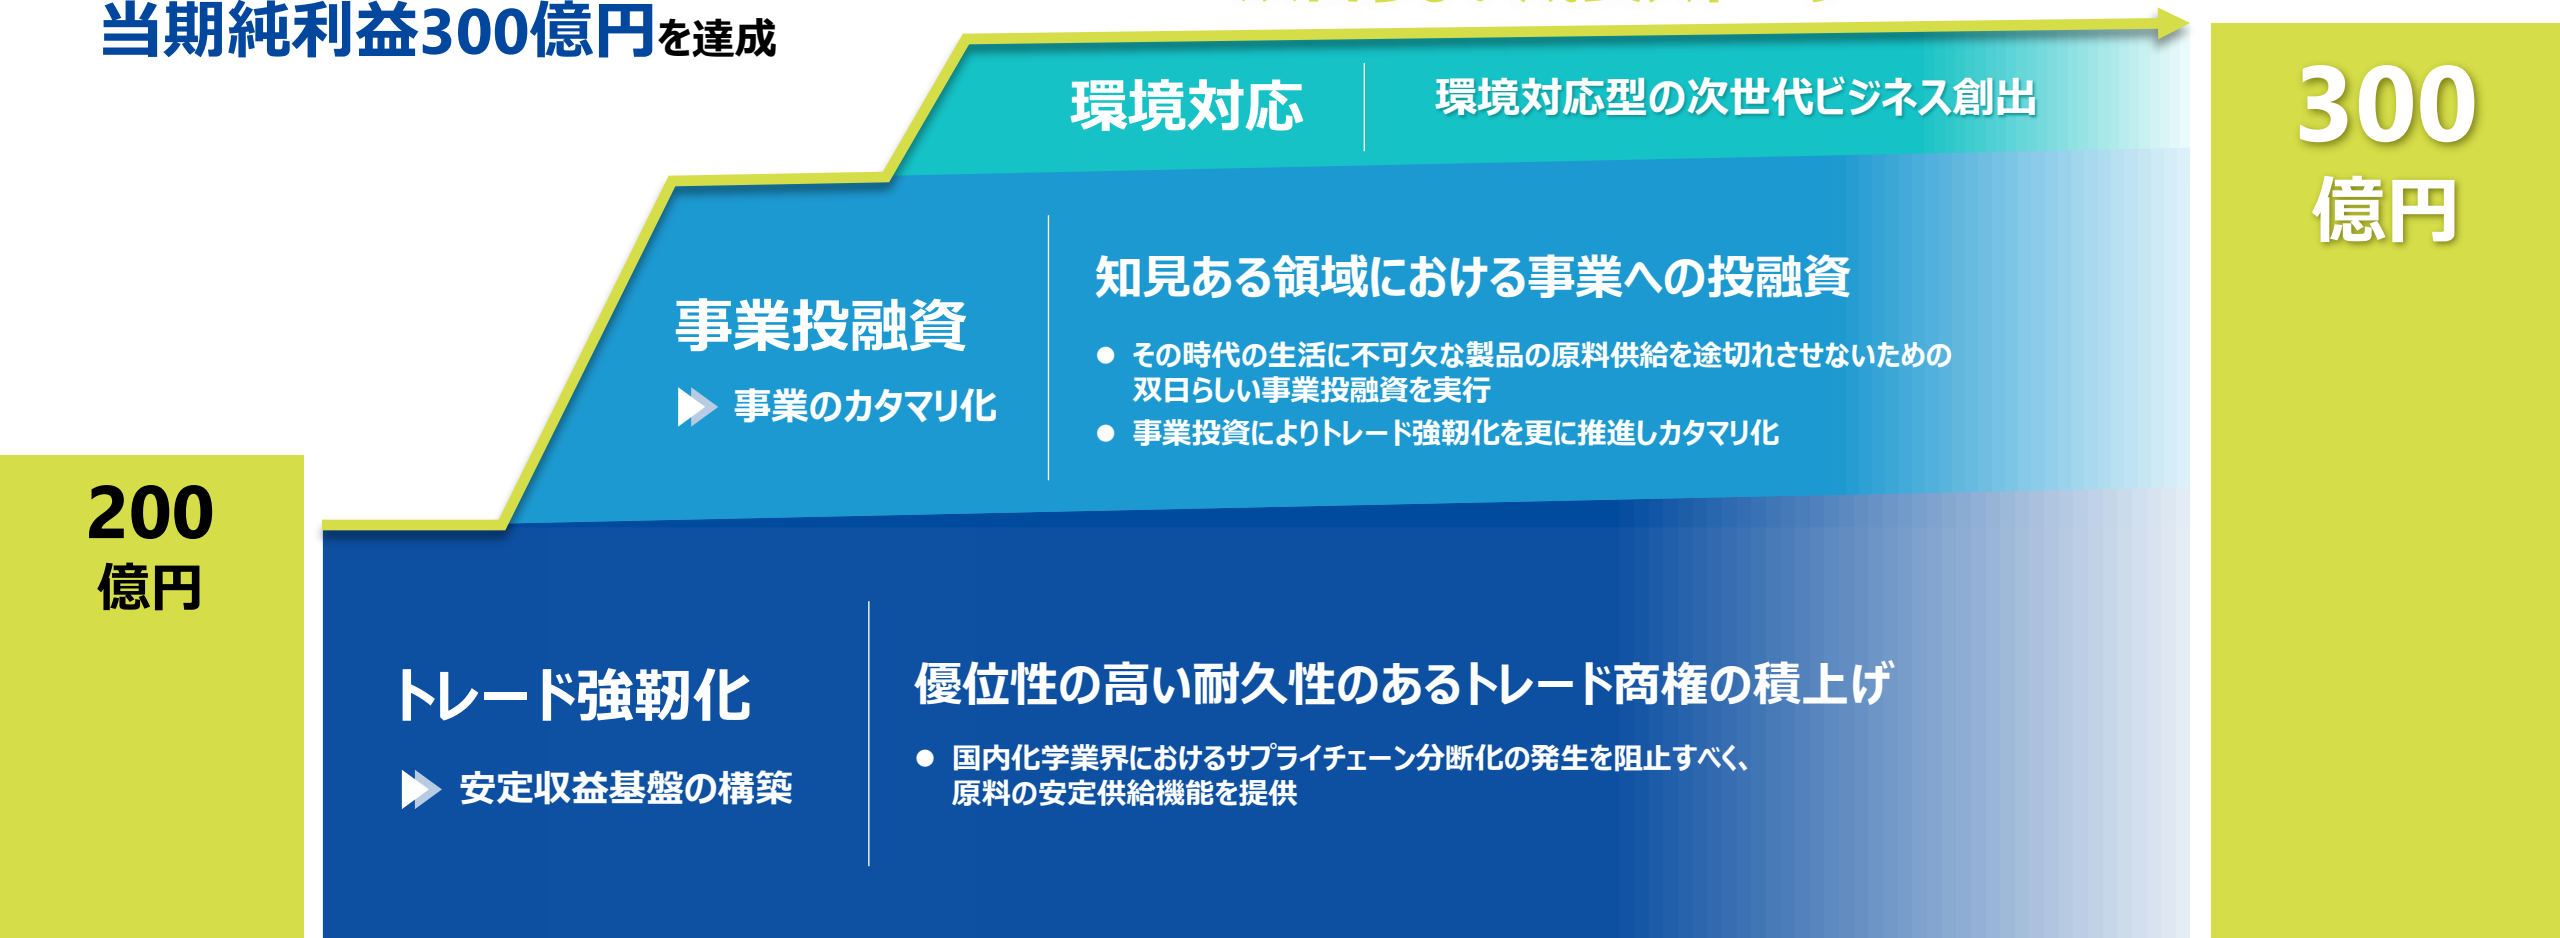 当期純利益300億円を達成
環境対応
環境対応型の次世代ビジネス創出
300
億円
事業投融資
事業のカタマリ化
知見ある領域における事業への投融資
● その時代の生活に不可欠な製品の原料供給を途切れさせないための
双日らしい事業投融資を実行
● 事業投資によりトレード強靭化を更に推進しカタマリ化
200
億円
トレード強靭化
安定収益基盤の構築
優位性の高い耐久性のあるトレード商権の積上げ
● 国内化学業界におけるサプライチェーン分断化の発生を阻止すべく、
原料の安定供給機能を提供